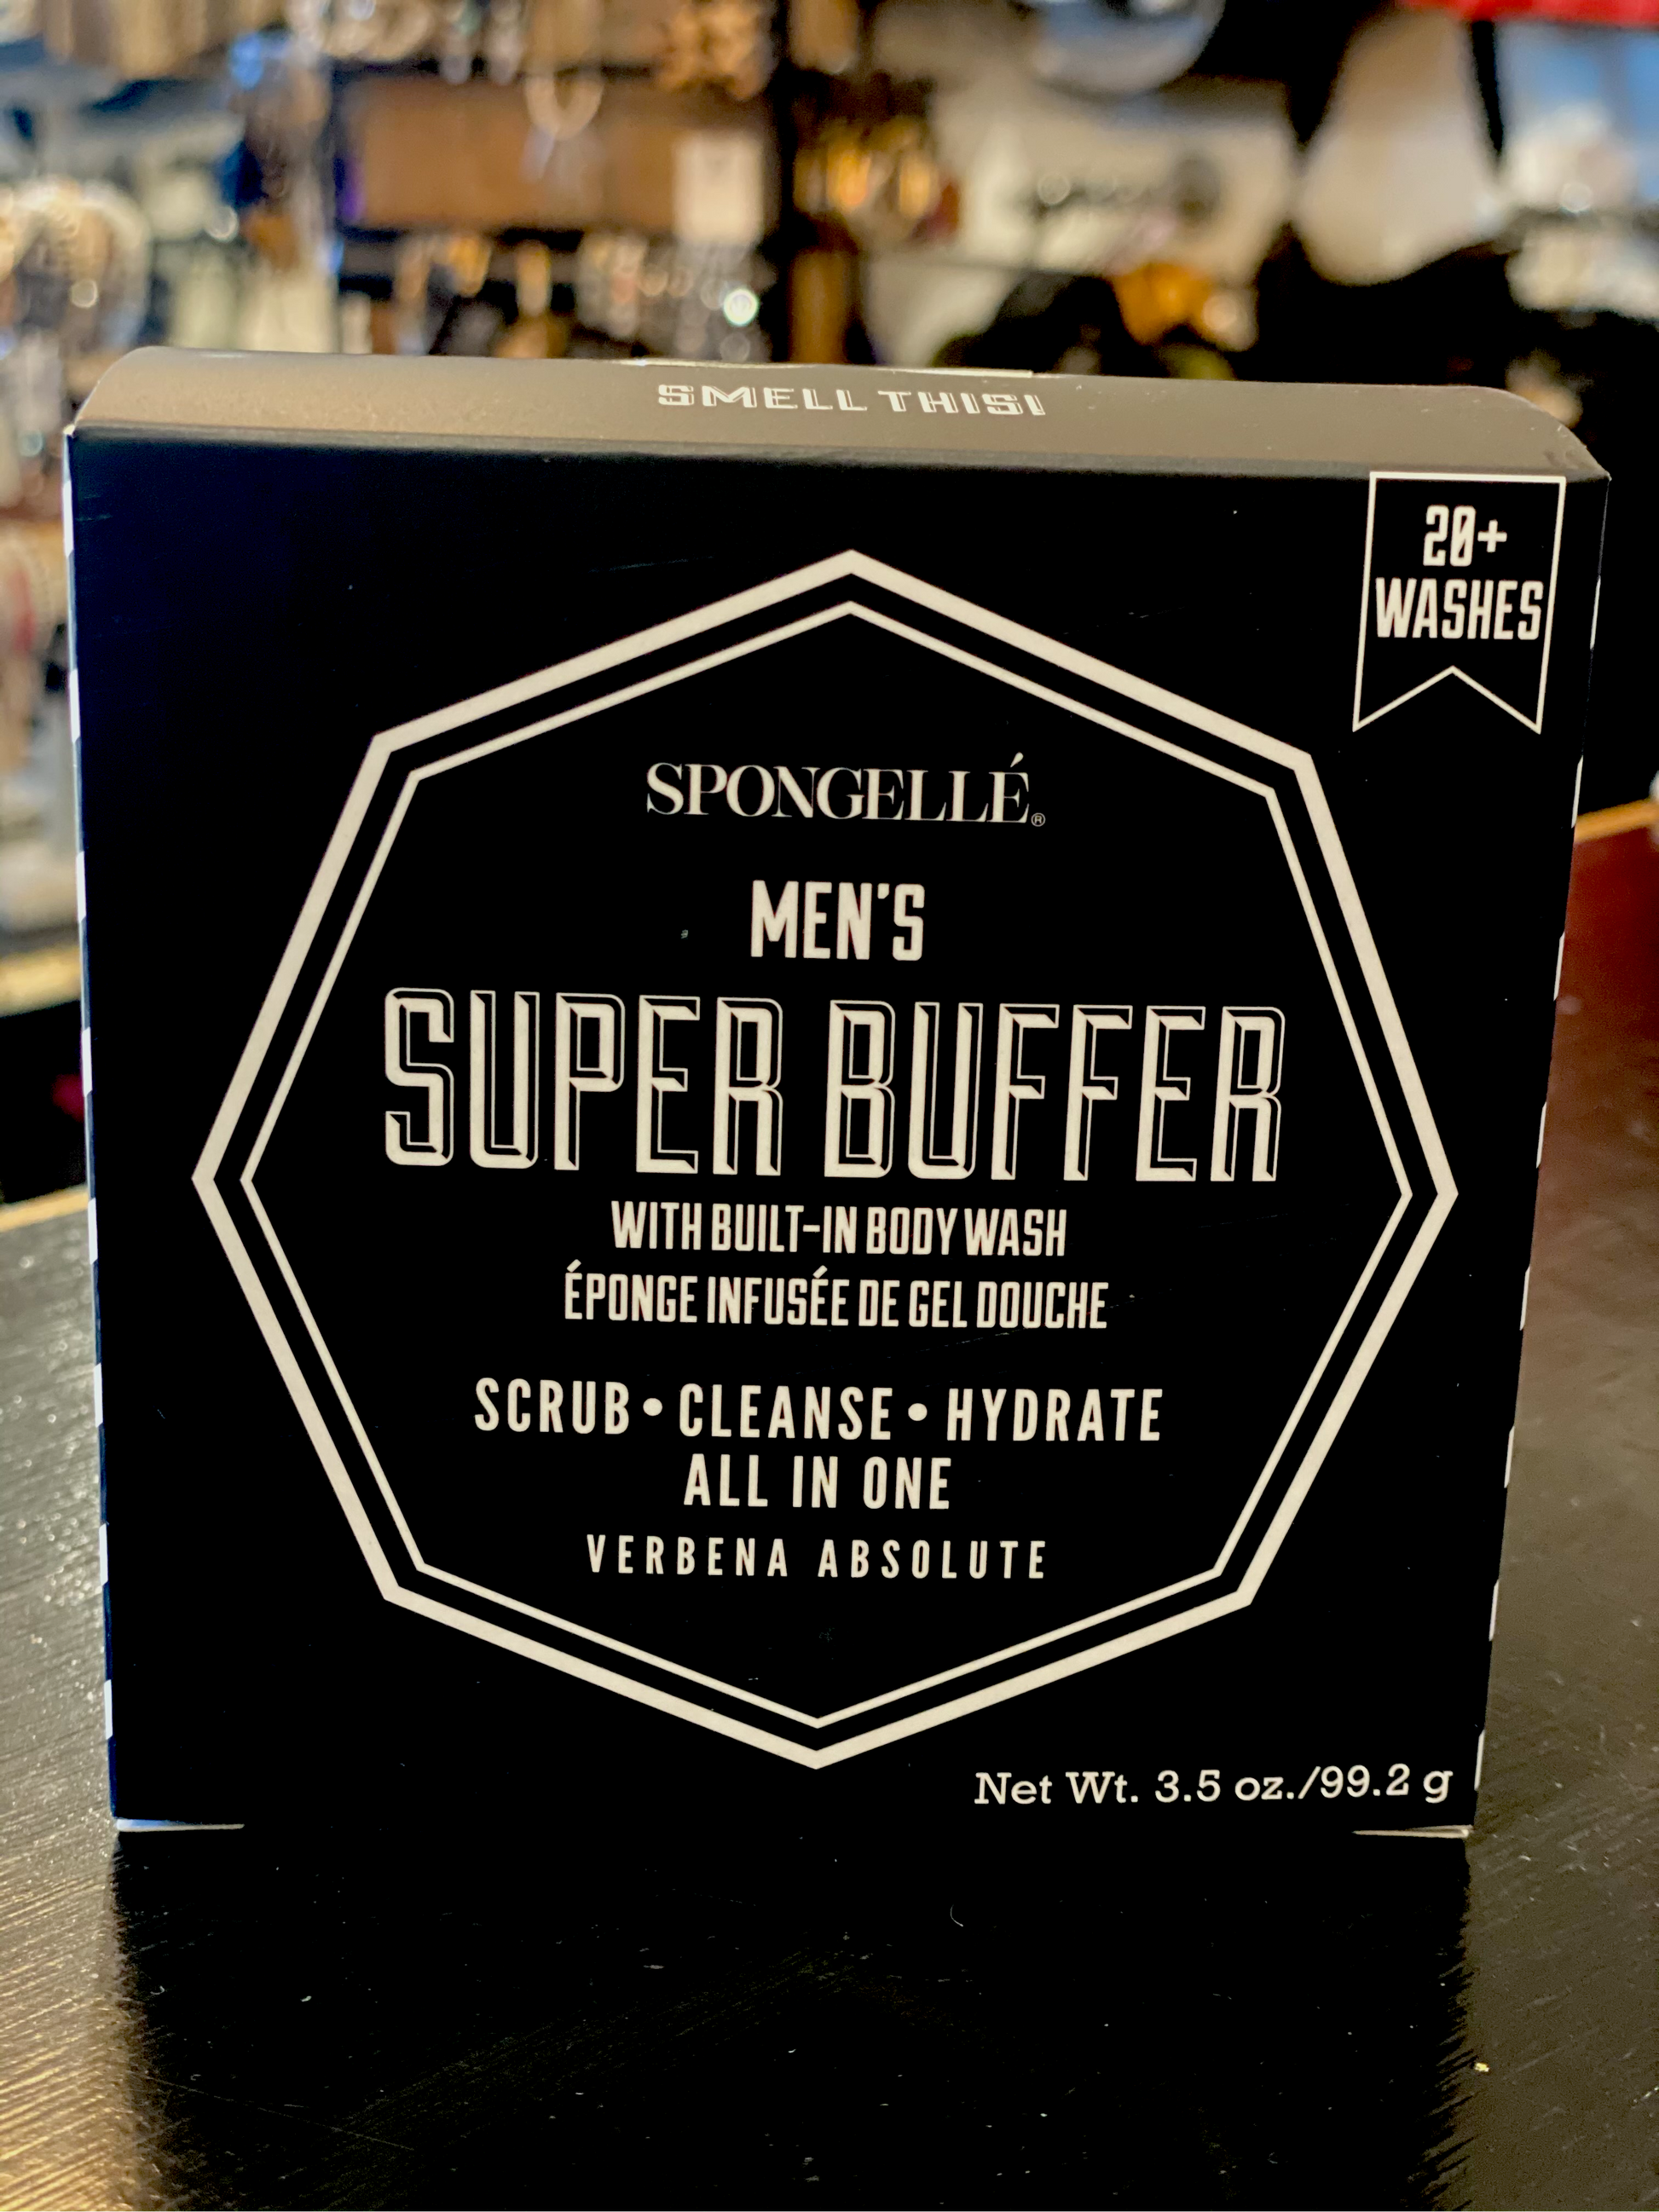 SMELL THIS!
20+
WASHES
SPONGELLÉ®
MEN'S
SUPER BUFFER
WITH BUILT-IN BODY WASH
ÉPONGE INFUSÉE DE GEL DOUCHE
SCRUB • CLEANSE • HYDRATE
ALL IN ONE
VERBENA ABSOLUTE
Net Wt. 3.5 oz./99.2 g